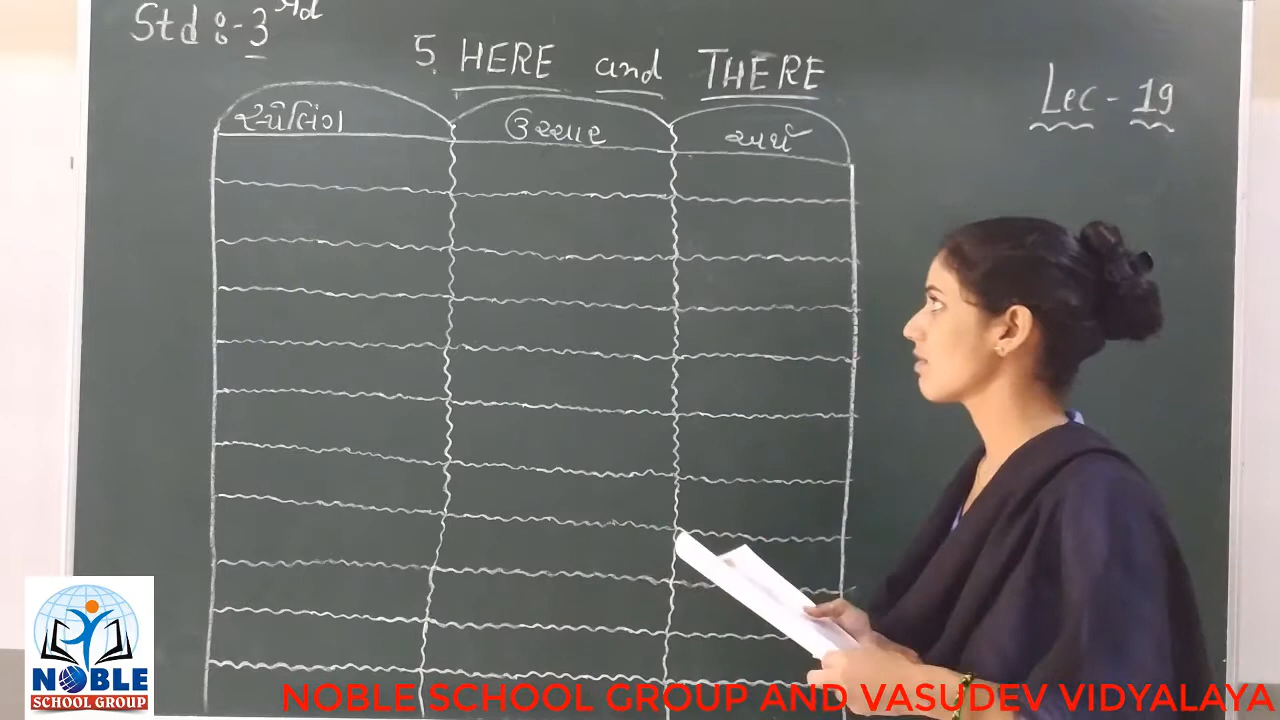 Std :- 3rd
5. HERE and THERE
Lec - 19
સ્પેલિંગ
ઉચ્ચાર
અર્થ
NOBLE
SCHOOL GROUP
NOBLE SCHOOL GROUP AND VASUDEV VIDYALAYA